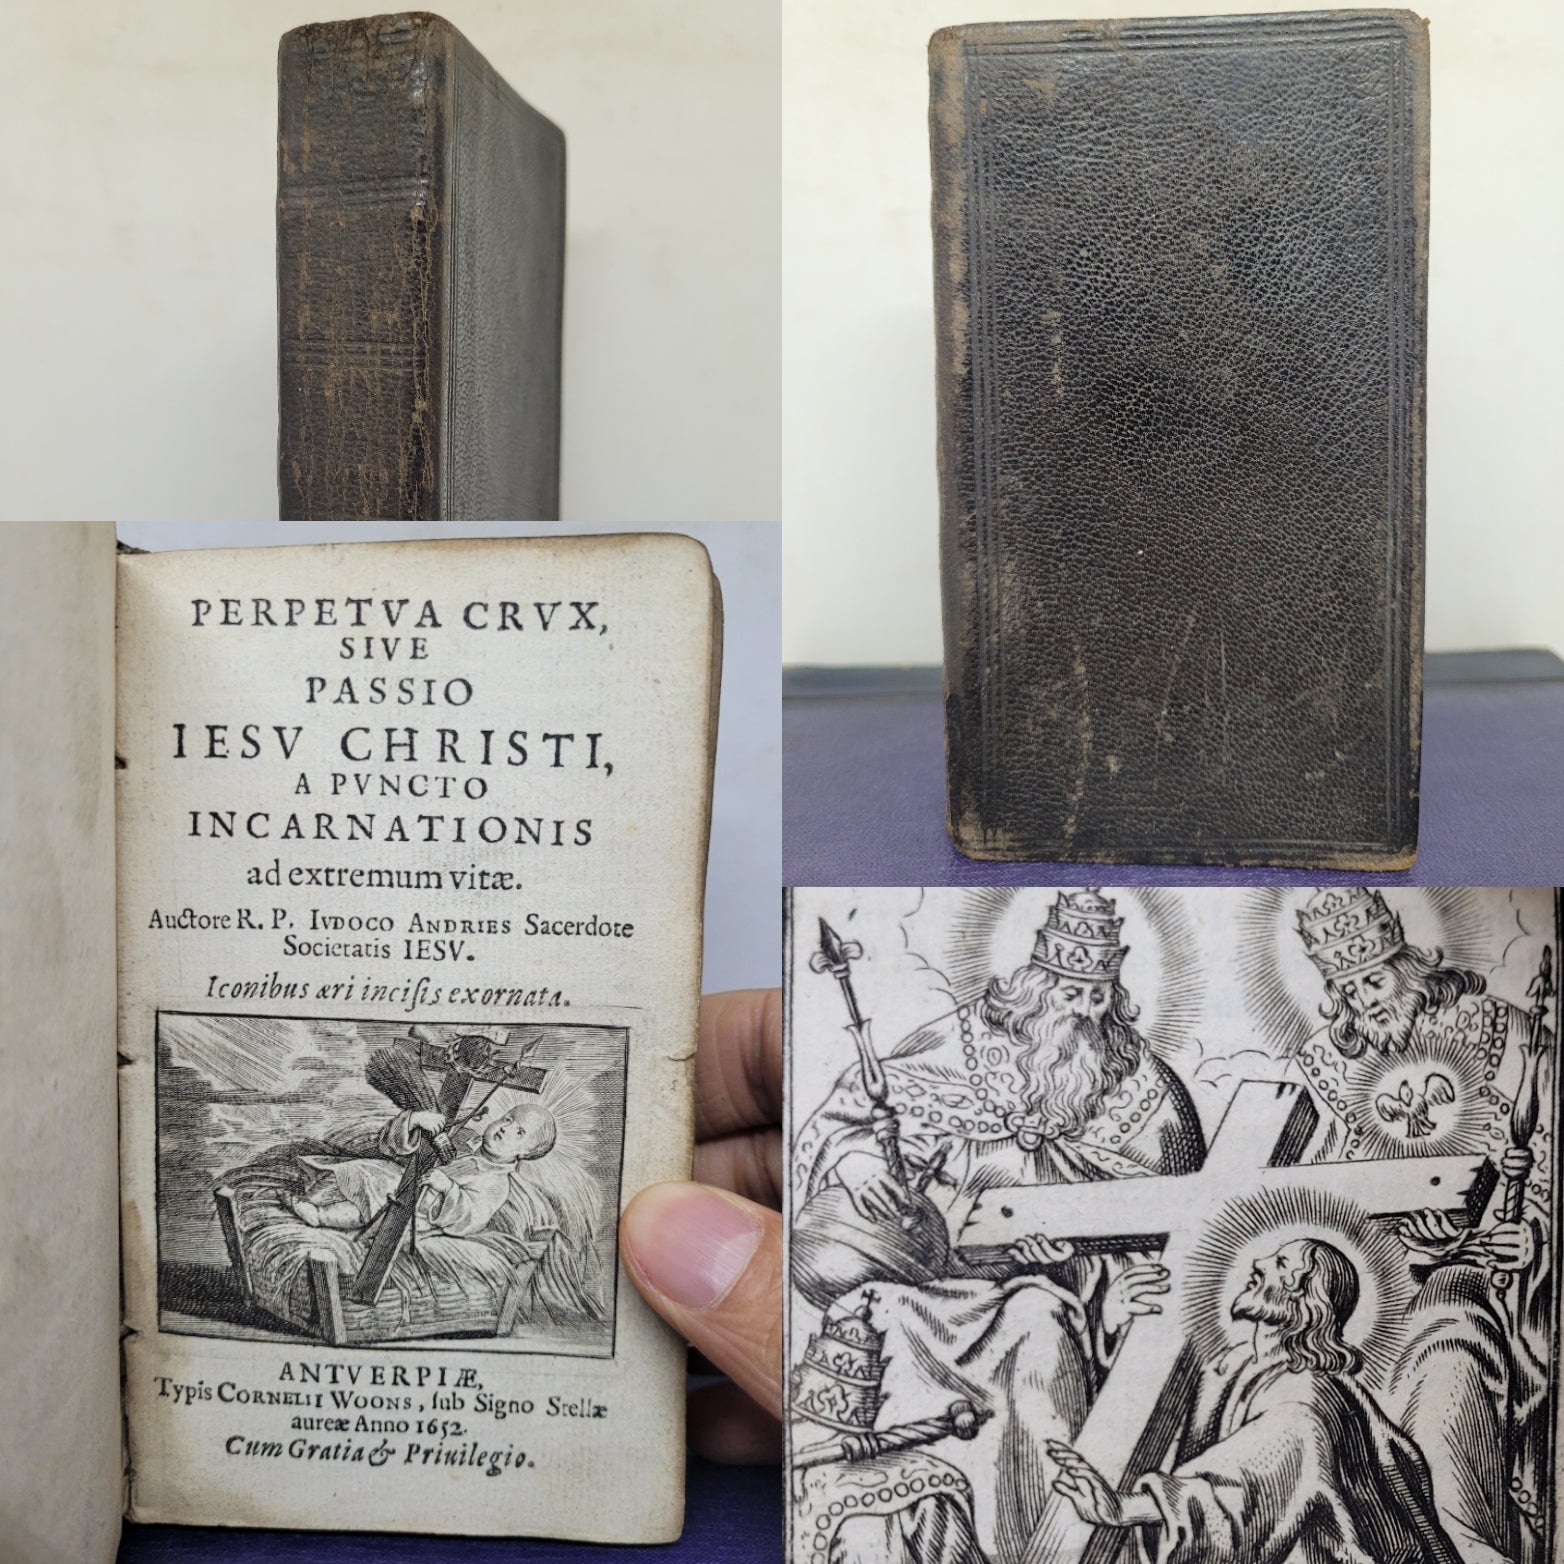 PERPETVA CRVX,
SIVE
PASSIO
IESV CHRISTI,
A PVNCTO
INCARNATIONIS
ad extremum vitæ.
Auctore R. P. IVDOCO ANDRIES Sacerdote
Societatis IESV.
Iconibus æri inciſis exornata.
ANTVERPIÆ,
Typis CORNELII WOONS, ſub Signo Stellæ
aureæ Anno 1652.
Cum Gratia & Priuilegio.